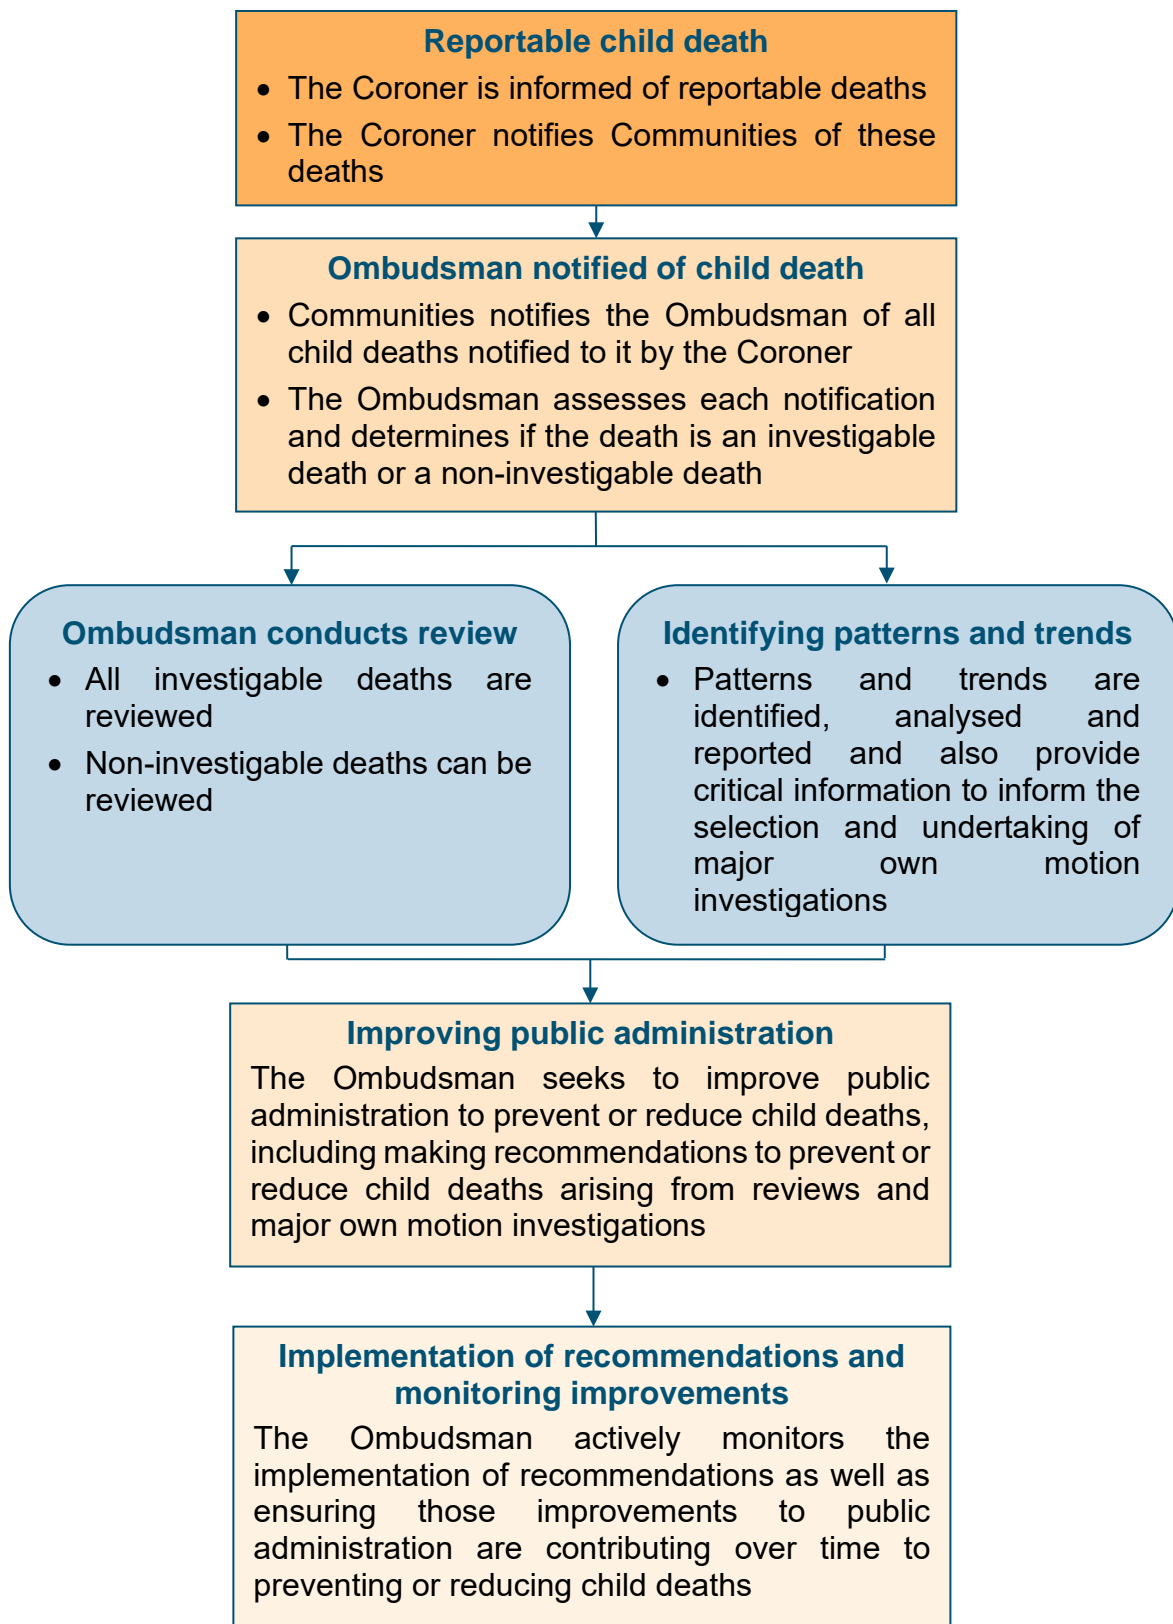 Reportable child death
• The Coroner is informed of reportable deaths
• The Coroner notifies Communities of these
deaths
Ombudsman notified of child death
• Communities notifies the Ombudsman of all
child deaths notified to it by the Coroner
• The Ombudsman assesses each notification
and determines if the death is an investigable
death or a non-investigable death
Ombudsman conducts review
• All investigable deaths are
reviewed
• Non-investigable deaths can be
reviewed
Identifying patterns and trends
• Patterns and trends are
identified, analysed and
reported and also provide
critical information to inform the
selection and undertaking of
major own motion
investigations
Improving public administration
The Ombudsman seeks to improve public
administration to prevent or reduce child deaths,
including making recommendations to prevent or
reduce child deaths arising from reviews and
major own motion investigations
Implementation of recommendations and
monitoring improvements
The Ombudsman actively monitors the
implementation of recommendations as well as
ensuring those improvements to public
administration are contributing over time to
preventing or reducing child deaths